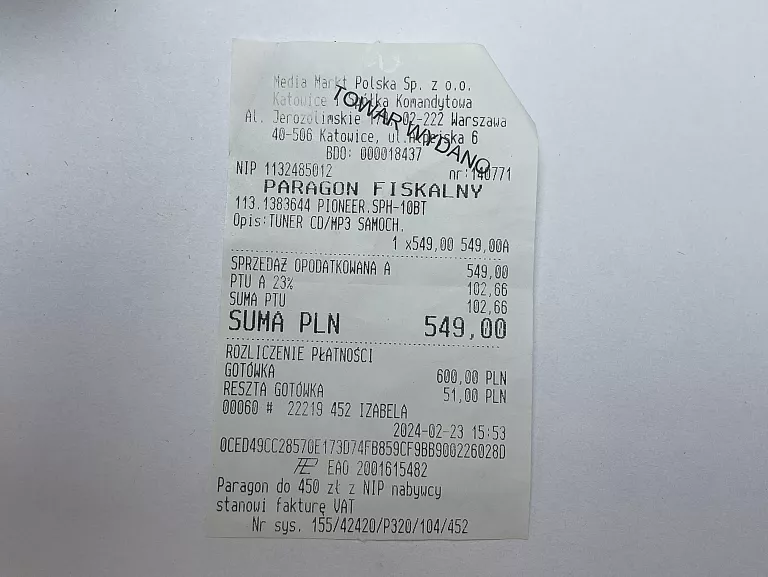 Media Markt Polska Sp. z o.o.
Katowice 1 Spółka Komandytowa
Al. Jerozolimskie 02-222 Warszawa
40-506 Katowice, ul. 6
TOWAR WYDANO
BDO: 000018437
NIP 1132485012 nr:140771
PARAGON FISKALNY
113.1383644 PIONEER.SPH-10BT
Opis:TUNER CD/MP3 SAMOCH.
1 x549,00 549,00A
SPRZEDAŻ OPODATKOWANA A 549,00
PTU A 23% 102,66
SUMA PTU 102,66
SUMA PLN 549,00
ROZLICZENIE PŁATNOŚCI
GOTÓWKA 600,00 PLN
RESZTA GOTÓWKA 51,00 PLN
00060 # 22219 452 IZABELA
2024-02-23 15:53
0CED49CC28570E173D74FB859CF9BB900226028D
EAO 2001615482
Paragon do 450 zł z NIP nabywcy
stanowi fakturę VAT
Nr sys. 155/42420/P320/104/452